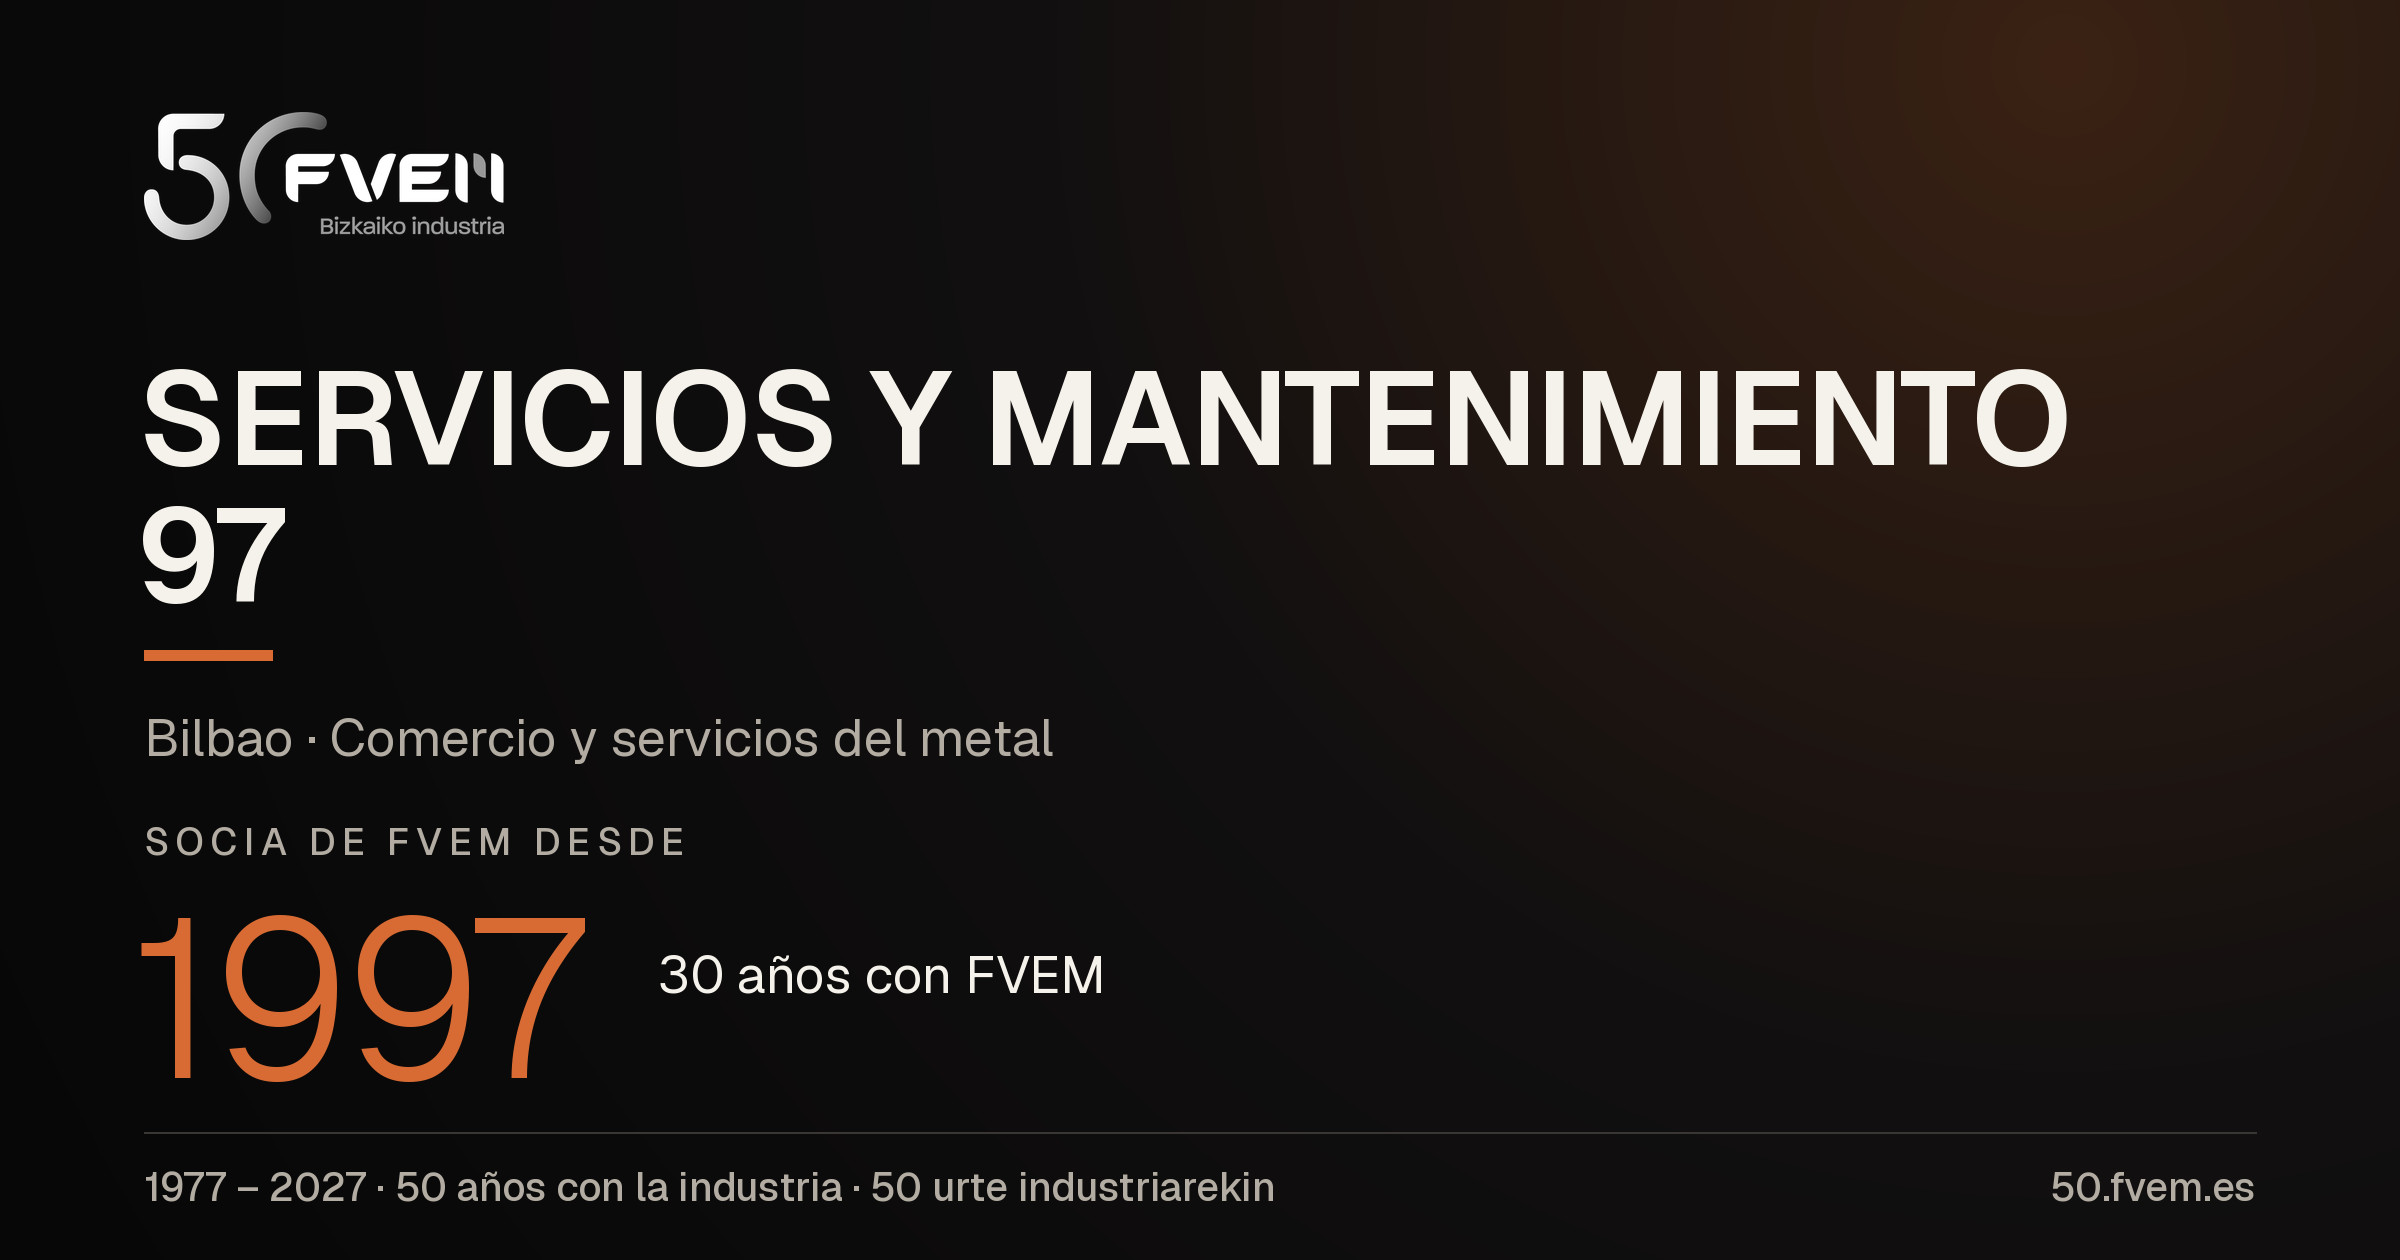 50 FVEM
Bizkaiko industria
SERVICIOS Y MANTENIMIENTO
97
Bilbao · Comercio y servicios del metal
SOCIA DE FVEM DESDE
1997
30 años con FVEM
1977 – 2027 · 50 años con la industria · 50 urte industriarekin
50.fvem.es